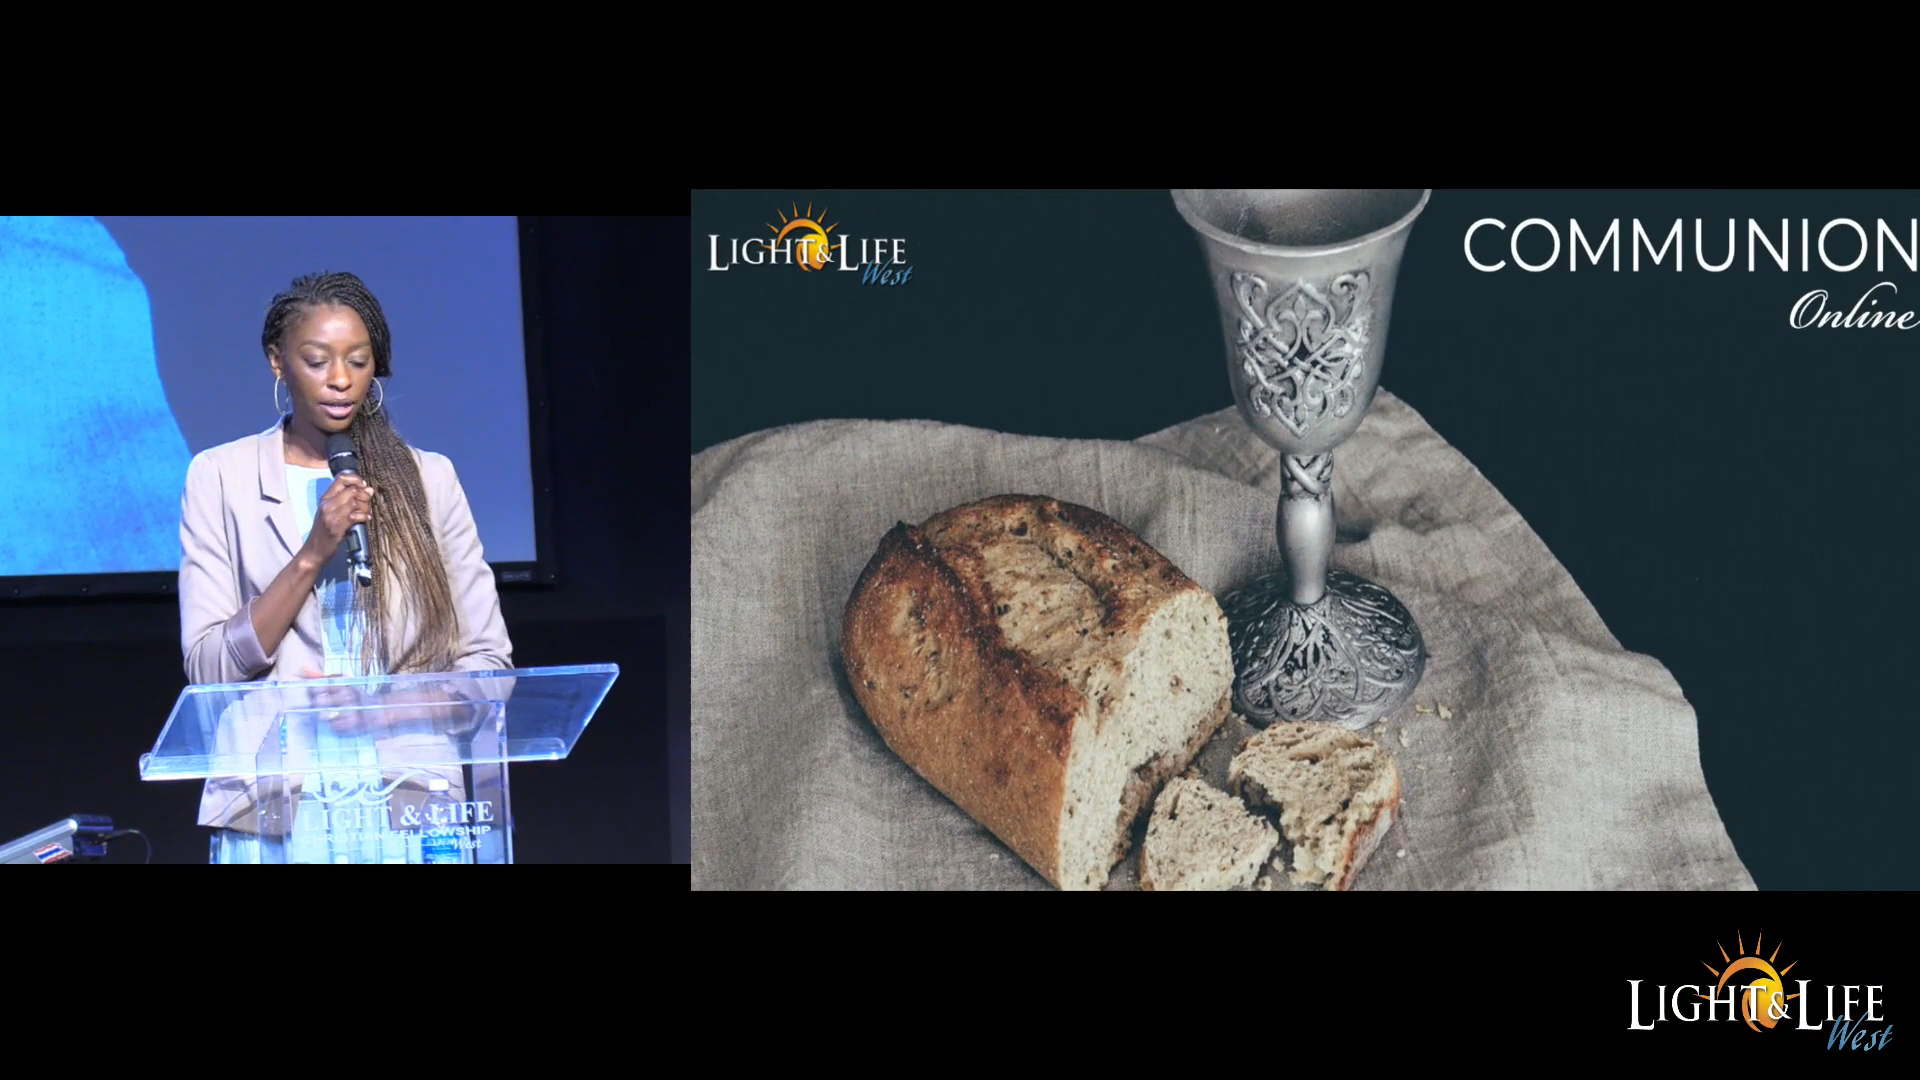 LIGHT & LIFE
West
COMMUNION
Online
LIGHT & LIFE
CHRISTIAN FELLOWSHIP
West
LIGHT & LIFE
West